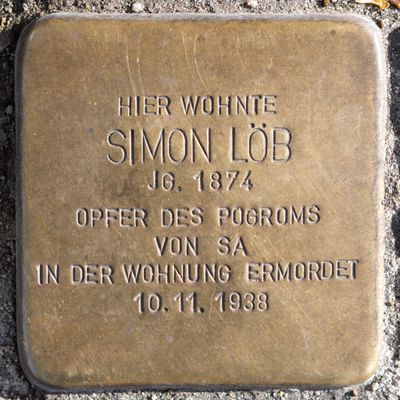 HIER WOHNTE
SIMON LÖB
JG. 1874
OPFER DES POGROMS
VON SA
IN DER WOHNUNG ERMORDET
10.11.1938